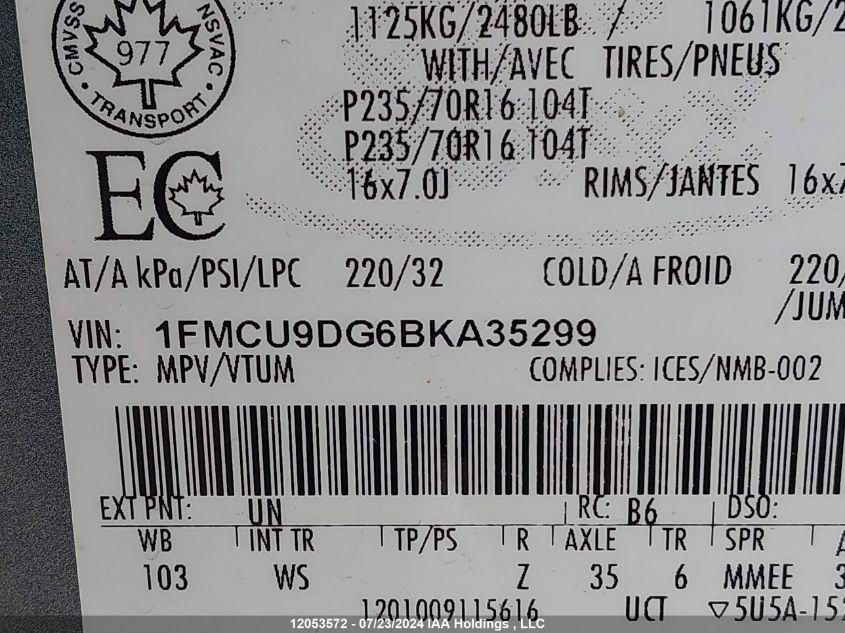 CMVSS NSVAC
977
TRANSPORT
1125KG/2480LB / 1061KG/2
WITH/AVEC TIRES/PNEUS
P235/70R16 104T
P235/70R16 104T
16x7.0J RIMS/JANTES 16x7
EC
AT/A kPa/PSI/LPC 220/32 COLD/A FROID 220/
/JUM
VIN: 1FMCU9DG6BKA35299
TYPE: MPV/VTUM COMPLIES: ICES/NMB-002
EXT PNT: UN RC: B6 DSO:
WB INT TR TP/PS R AXLE TR SPR A
103 WS Z 35 6 MMEE 3
1201009115616 UCT ▽5U5A-152
12053572 - 07/23/2024 IAA Holdings , LLC